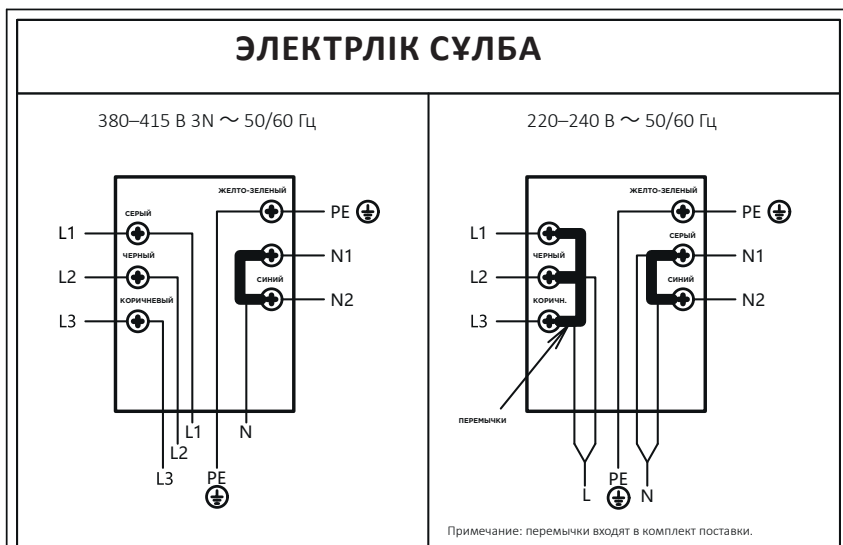 ЭЛЕКТРЛІК СҰЛБА
380–415 В 3N ～ 50/60 Гц
ЖЕЛТО-ЗЕЛЕНЫЙ
PE
СЕРЫЙ
L1
ЧЕРНЫЙ
N1
L2
СИНИЙ
КОРИЧНЕВЫЙ
N2
L3
L1
N
L2
L3
PE
220–240 В ～ 50/60 Гц
ЖЕЛТО-ЗЕЛЕНЫЙ
PE
L1
СЕРЫЙ
ЧЕРНЫЙ
N1
L2
СИНИЙ
КОРИЧН.
N2
L3
ПЕРЕМЫЧКИ
L
PE
N
Примечание: перемычки входят в комплект поставки.